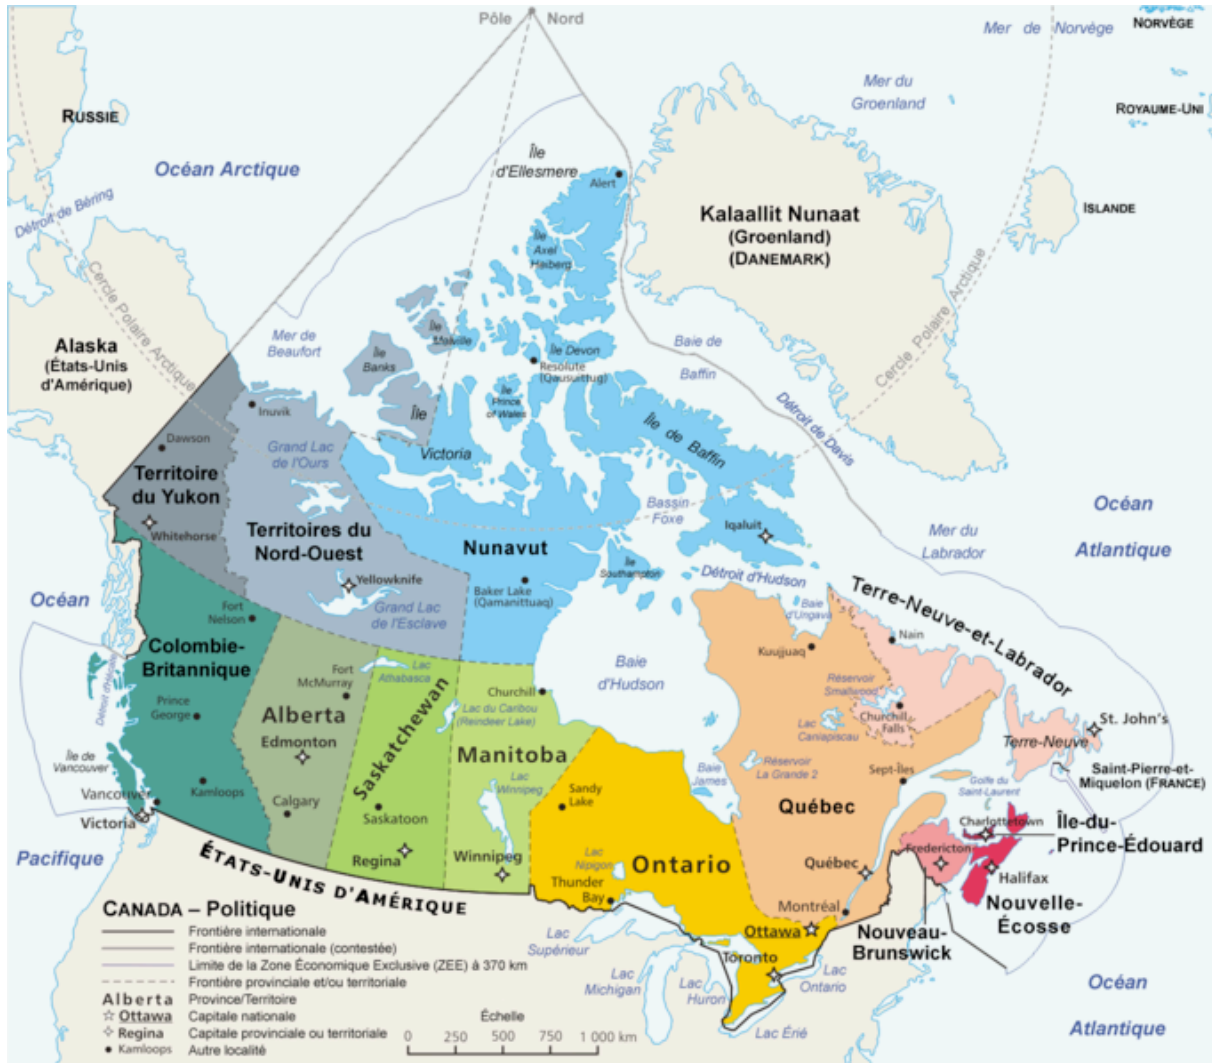 Pôle Nord
Mer de Norvège
NORVÈGE
Mer du
Groenland
ROYAUME-UNI
RUSSIE
Océan Arctique
Île
d'Ellesmere
Alert
Détroit de Béring
Kalaallit Nunaat
(Groenland)
(DANEMARK)
ISLANDE
Île
Axel
Haiberg
Cercle Polaire Arctique
Cercle Polaire Arctique
Mer de
Beaufort
Île
Melville
Alaska
(États-Unis
d'Amérique)
Île
Banks
Île Devon
Resolute
(Qausuittuq)
Baie de
Baffin
Île
Prince
of Wales
Inuvik
Île
Victoria
Île de Baffin
Détroit de Davis
Dawson
Grand Lac
de l'Ours
Territoire
du Yukon
Whitehorse
Territoires du
Nord-Ouest
Nunavut
Bassin
Foxe
Iqaluit
Océan
Atlantique
Mer du
Labrador
Yellowknife
Grand Lac
de l'Esclave
Baker Lake
(Qamanittuaq)
Île
Southampton
Détroit d'Hudson
Terre-Neuve-et-Labrador
Océan
Pacifique
Fort
Nelson
Colombie-
Britannique
Baie
d'Ungava
Nain
Kuujjuaq
Baie
d'Hudson
Fort
McMurray
Lac
Athabasca
Détroit d'Hécate
Prince
George
Alberta
Edmonton
Saskatchewan
Churchill
Lac du Caribou
(Reindeer Lake)
Manitoba
Réservoir
Smallwood
Churchill
Falls
Lac
Caniapiscau
St. John's
Terre-Neuve
Île de
Vancouver
Vancouver
Victoria
Kamloops
Calgary
Saskatoon
Regina
Lac
Winnipeg
Winnipeg
Sandy
Lake
Baie
James
Réservoir
La Grande 2
Sept-Îles
Saint-Pierre-et-
Miquelon (FRANCE)
Golfe du
Saint-Laurent
Québec
Charlottetown
Île-du-
Prince-Édouard
Fredericton
Halifax
Nouvelle-
Écosse
Nouveau-
Brunswick
Québec
Montréal
Ontario
Lac
Nipigon
Thunder
Bay
Ottawa
Toronto
Lac
Supérieur
Lac
Michigan
Lac
Huron
Lac
Ontario
Lac Érié
Océan
Atlantique
ÉTATS-UNIS D'AMÉRIQUE
CANADA – Politique
Frontière internationale
Frontière internationale (contestée)
Limite de la Zone Économique Exclusive (ZEE) à 370 km
Frontière provinciale et/ou territoriale
Alberta Province/Territoire
Ottawa Capitale nationale
Regina Capitale provinciale ou territoriale
Kamloops Autre localité
Échelle
0 250 500 750 1 000 km